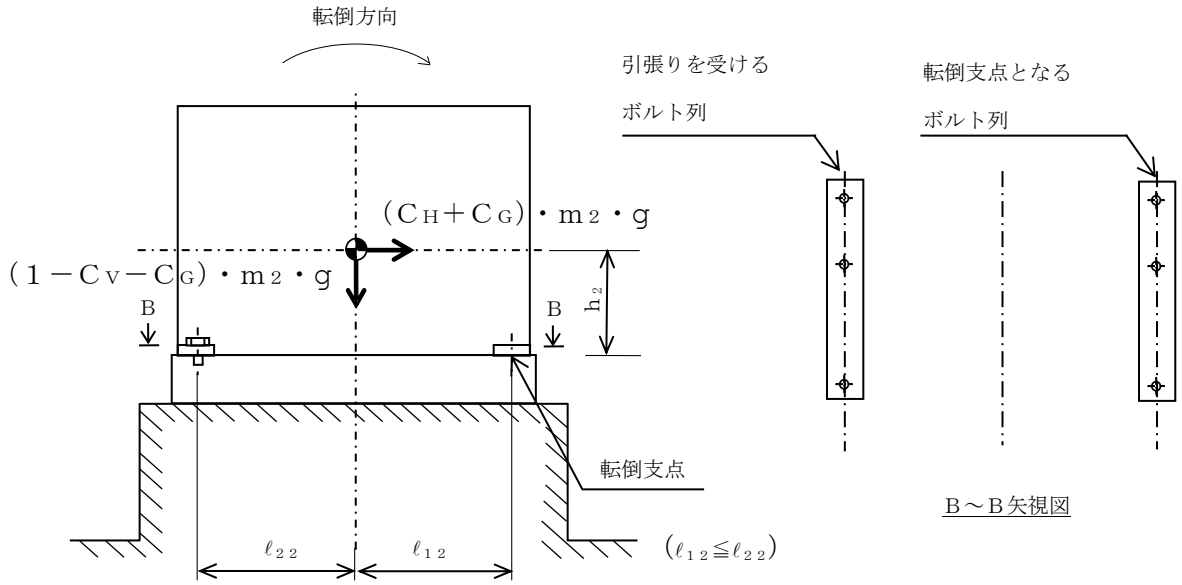 転倒方向
引張りを受ける
ボルト列
転倒支点となる
ボルト列
(CH+CG)・m2・g
(1-CV-CG)・m2・g
h2
B
B
転倒支点
B～B矢視図
ℓ22
ℓ12
(ℓ12≦ℓ22)